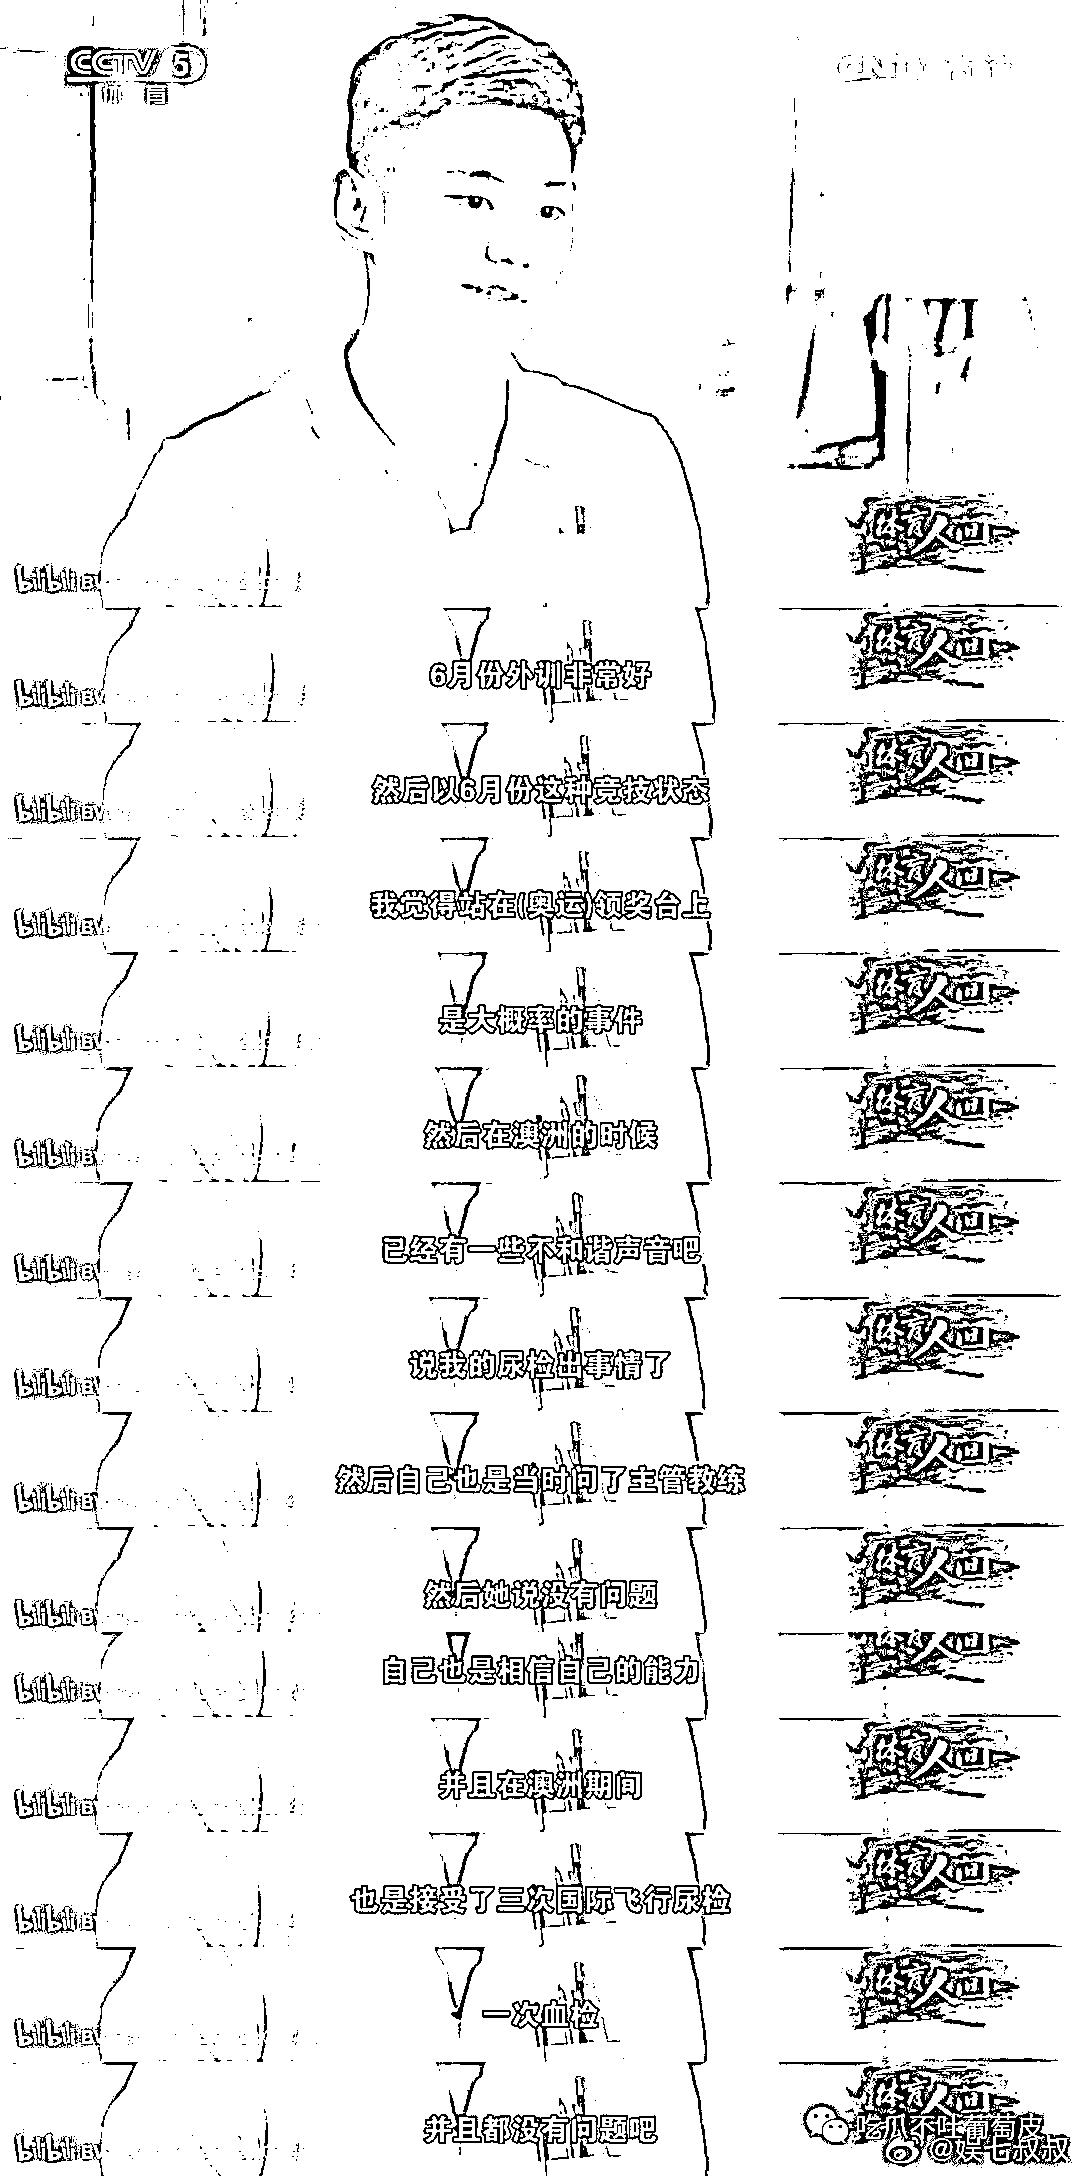 CCTV 5
体育
bilibili
体育人间
6月份外训非常好
然后以6月份这种竞技状态
我觉得站在(奥运)领奖台上
是大概率的事件
然后在澳洲的时候
已经有一些不和谐声音吧
说我的尿检出事情了
然后自己也是当时问了主管教练
然后她说没有问题
自己也是相信自己的能力
并且在澳洲期间
也是接受了三次国际飞行尿检
一次血检
并且都没有问题吧
吃瓜不吐葡萄皮
@娱七叔叔